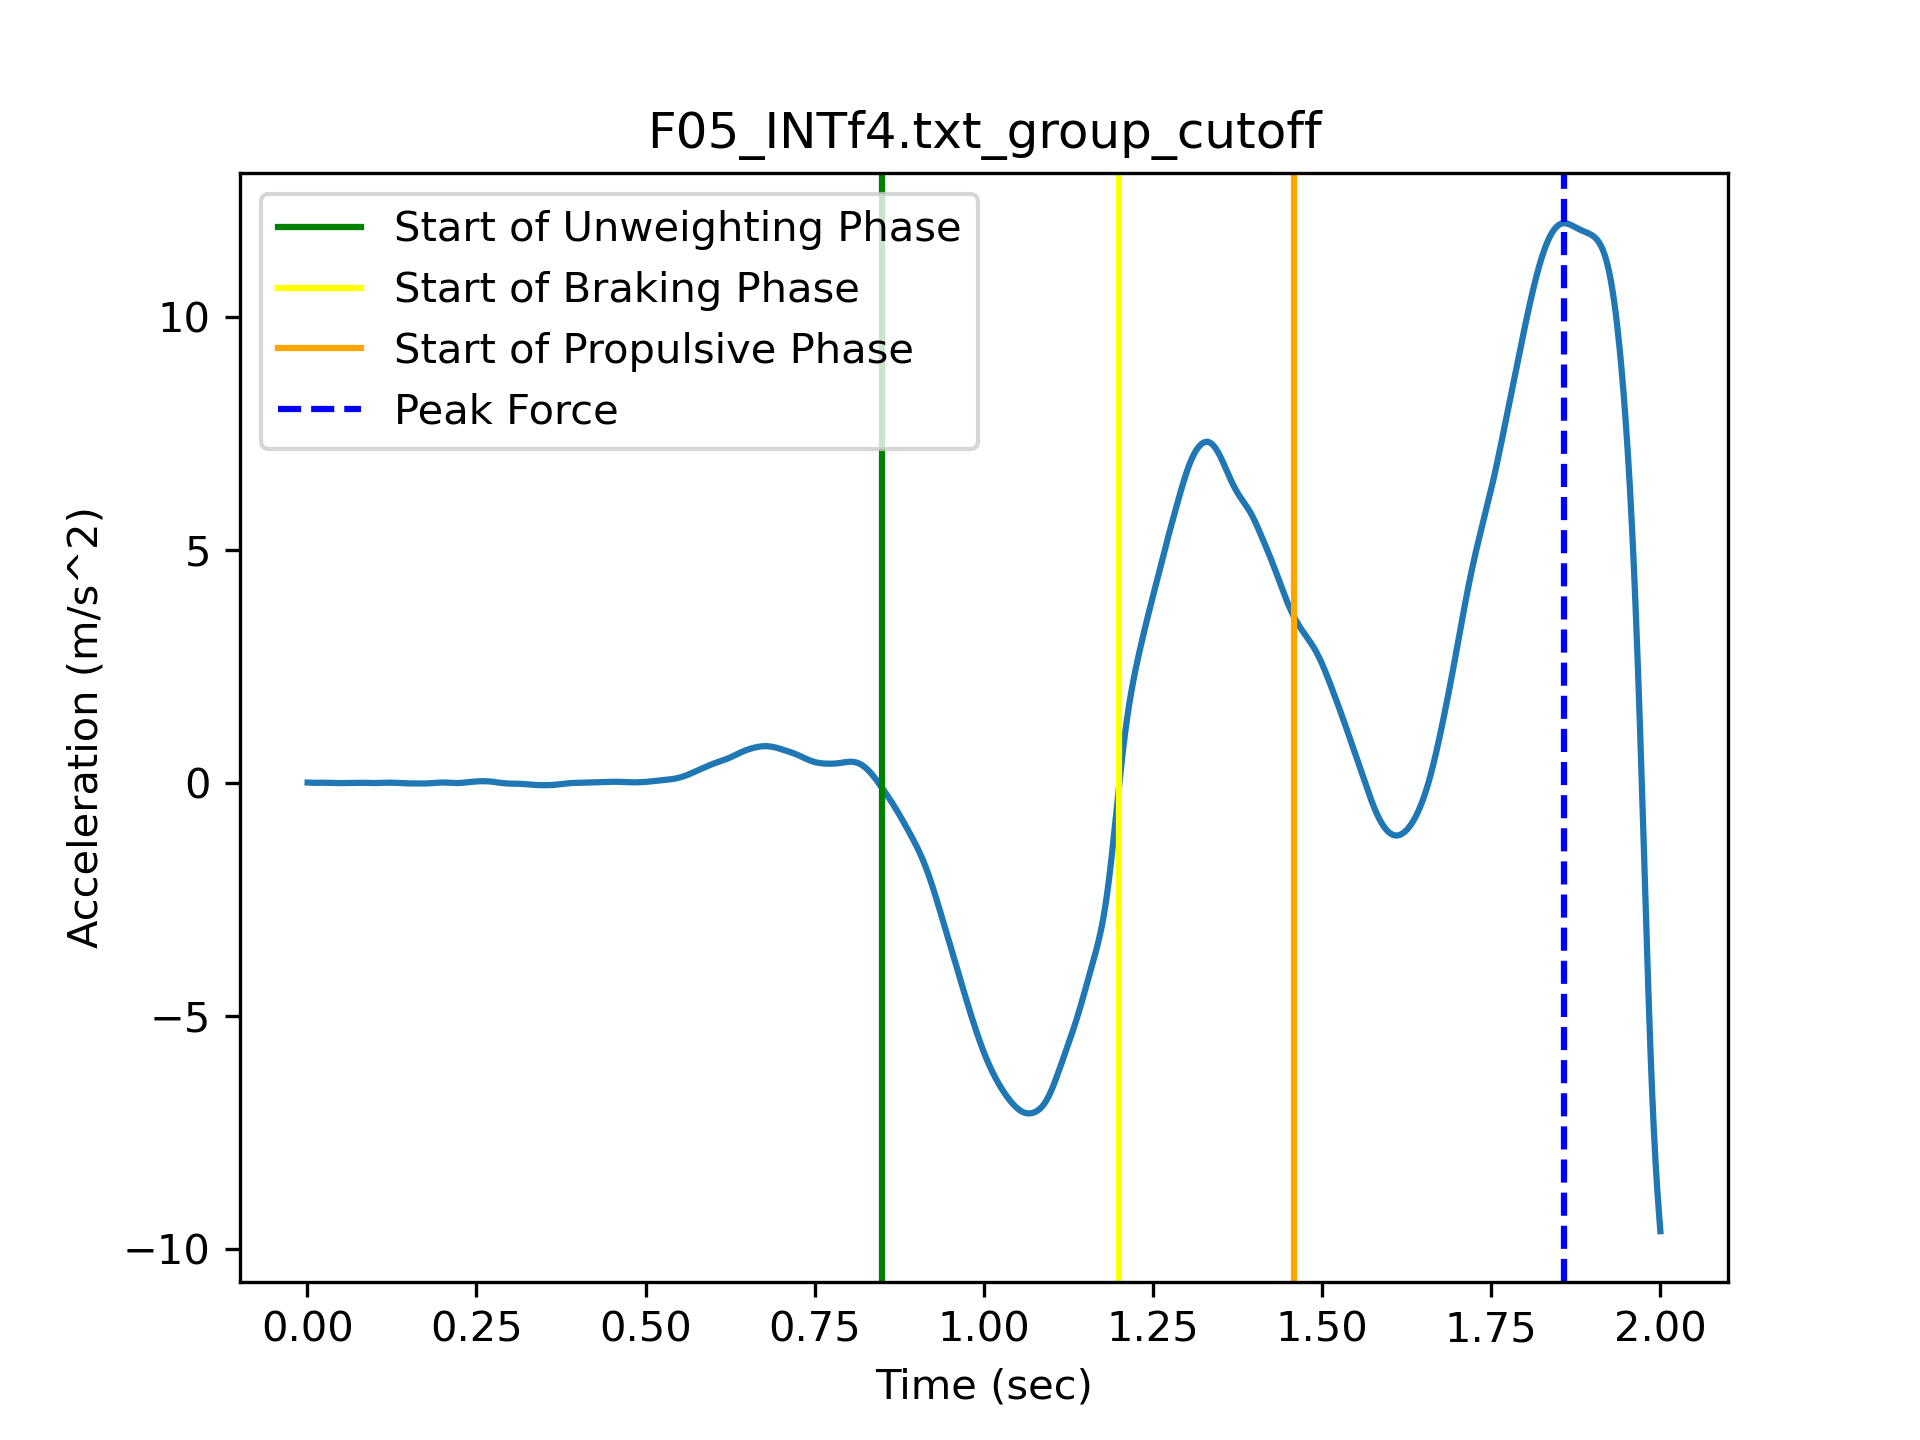 F05_INTf4.txt_group_cutoff
Start of Unweighting Phase
Start of Braking Phase
Start of Propulsive Phase
Peak Force
Acceleration (m/s^2)
10
5
0
−5
−10
0.00 0.25 0.50 0.75 1.00 1.25 1.50 1.75 2.00
Time (sec)